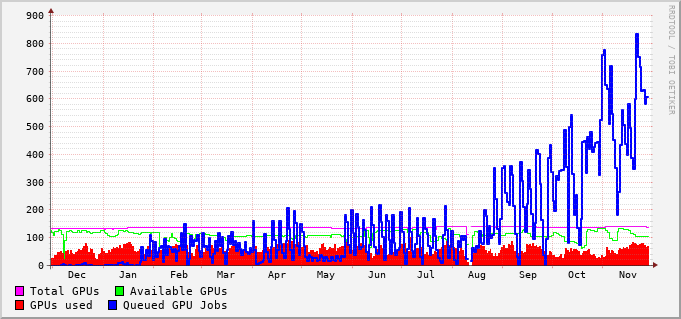 900
800
700
600
500
400
300
200
100
0
Dec Jan Feb Mar Apr May Jun Jul Aug Sep Oct Nov
Total GPUs Available GPUs
GPUs used Queued GPU Jobs
RRDTOOL / TOBI OETIKER